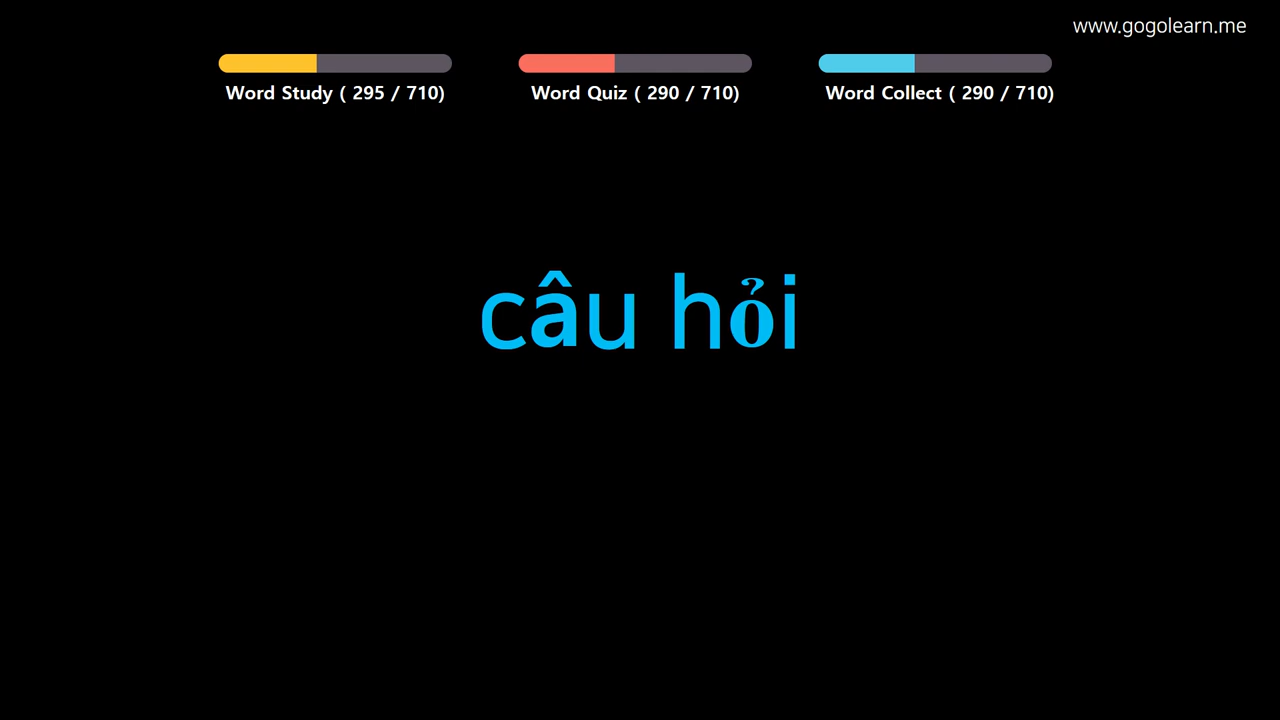 www.gogolearn.me
Word Study ( 295 / 710)
Word Quiz ( 290 / 710)
Word Collect ( 290 / 710)
câu hỏi